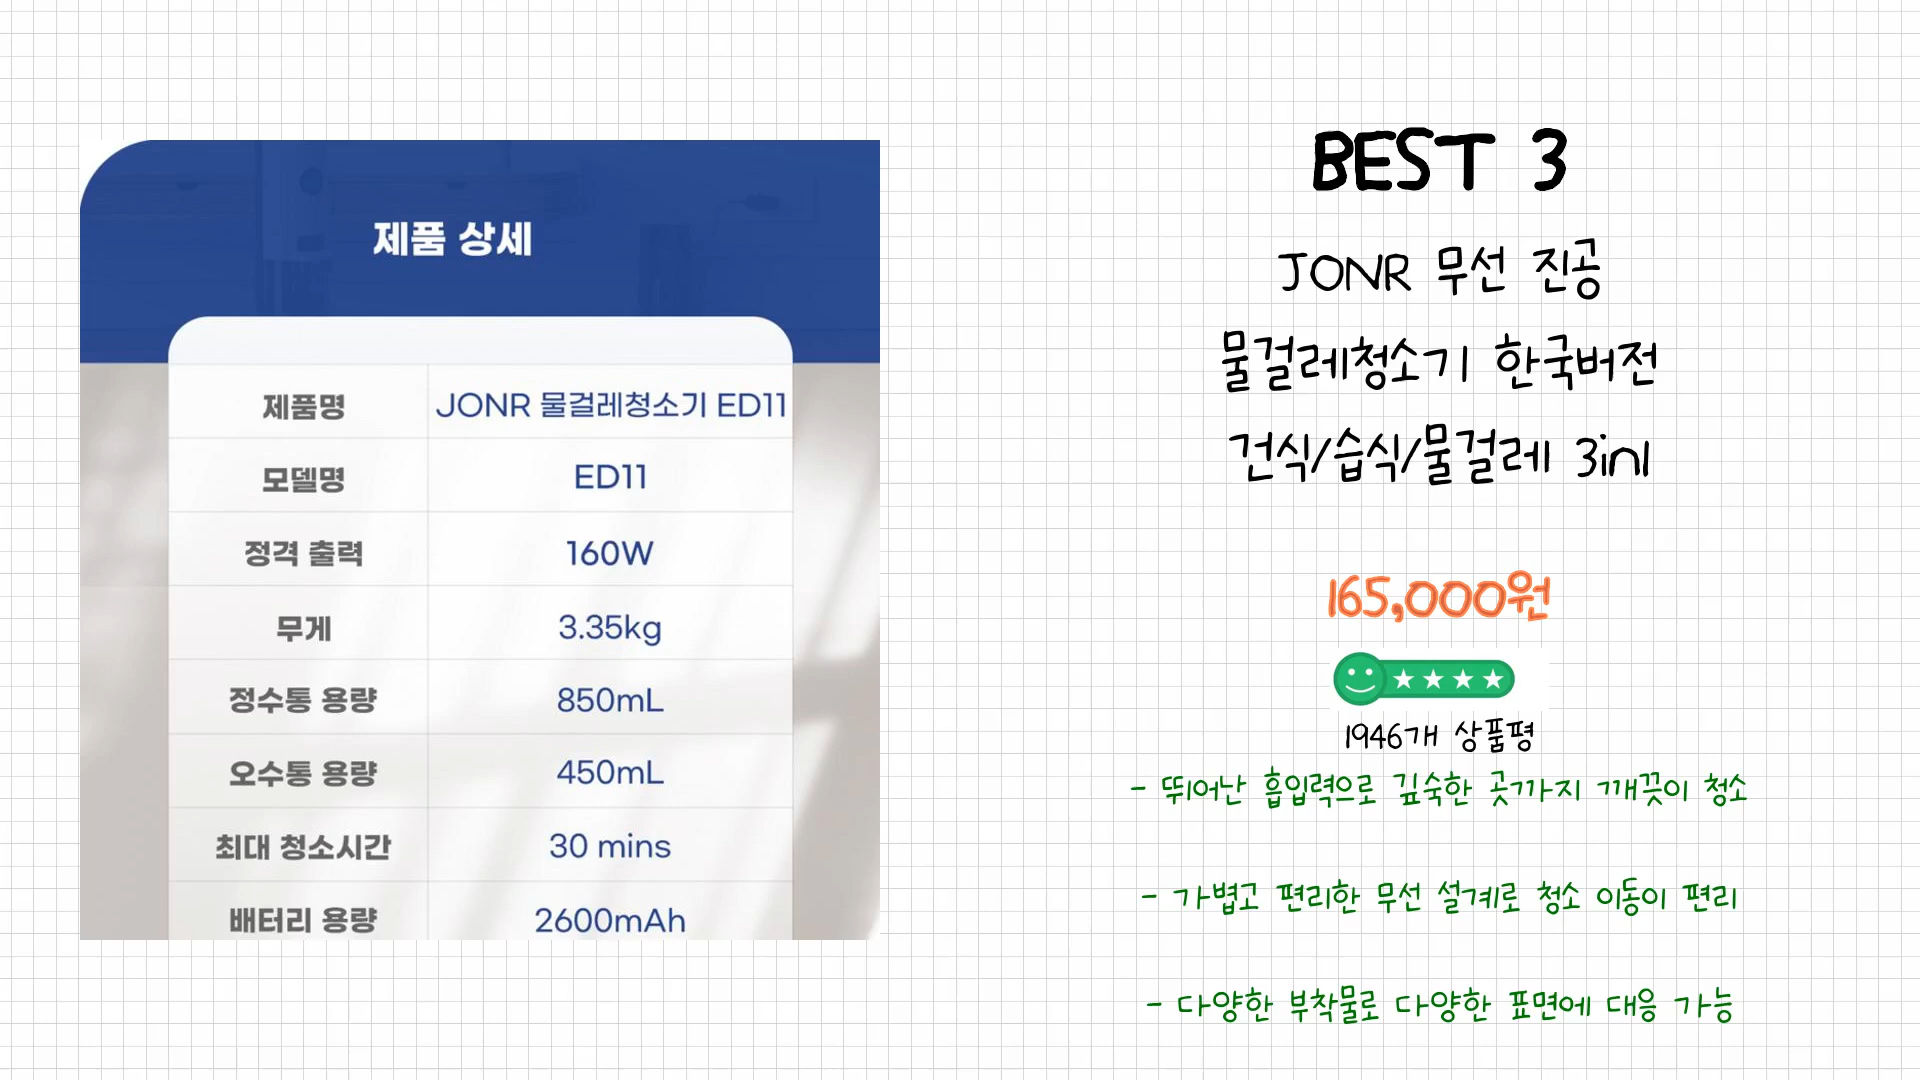 제품 상세
제품명 JONR 물걸레청소기 ED11
모델명 ED11
정격 출력 160W
무게 3.35kg
정수통 용량 850mL
오수통 용량 450mL
최대 청소시간 30 mins
배터리 용량 2600mAh
BEST 3
JONR 무선 진공
물걸레청소기 한국버전
건식/습식/물걸레 3in1
165,000원
1946개 상품평
- 뛰어난 흡입력으로 깊숙한 곳까지 깨끗이 청소
- 가볍고 편리한 무선 설계로 청소 이동이 편리
- 다양한 부착물로 다양한 표면에 대응 가능